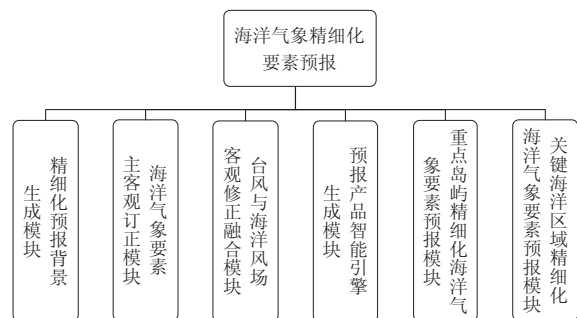 海洋气象精细化
要素预报
精细化预报背景
生成模块
海洋气象要素
主客观订正模块
台风与海洋风场
客观修正融合模块
预报产品智能引擎
生成模块
重点岛屿精细化海洋气
象要素预报模块
关键海洋区域精细化
海洋气象要素预报模块